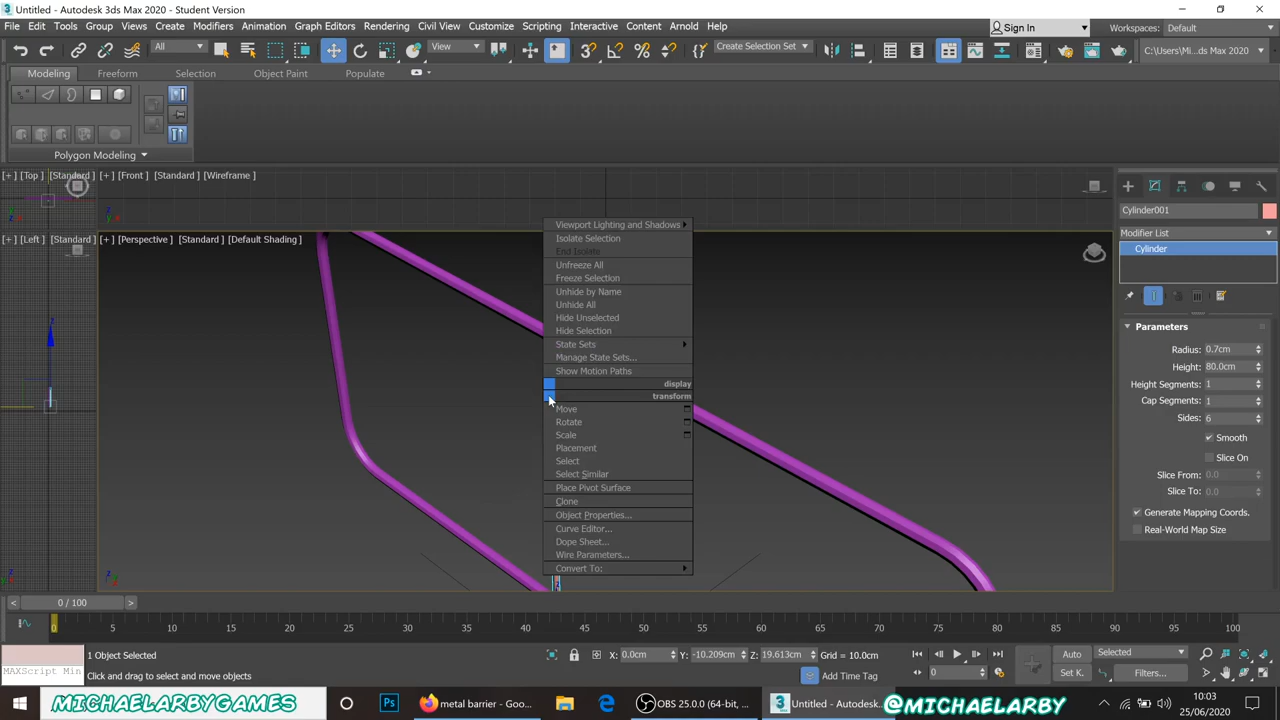 Untitled - Autodesk 3ds Max 2020 - Student Version
File Edit Tools Group Views Create Modifiers Animation Graph Editors Rendering Civil View Customize Scripting Interactive Content Arnold Help
Sign In
Workspaces: Default
All
View
Create Selection Set
C:\Users\Mi...ds Max 2020
Modeling Freeform Selection Object Paint Populate
Polygon Modeling
[+] [Top] [Standard] [+] [Front] [Standard] [Wireframe]
[+] [Left] [Standard] [+] [Perspective] [Standard] [Default Shading]
Viewport Lighting and Shadows
Isolate Selection
End Isolate
Unfreeze All
Freeze Selection
Unhide by Name
Unhide All
Hide Unselected
Hide Selection
State Sets
Manage State Sets...
Show Motion Paths
display
transform
Move
Rotate
Scale
Placement
Select
Select Similar
Place Pivot Surface
Clone
Object Properties...
Curve Editor...
Dope Sheet...
Wire Parameters...
Convert To:
Cylinder001
Modifier List
Cylinder
Parameters
Radius: 0.7cm
Height: 80.0cm
Height Segments: 1
Cap Segments: 1
Sides: 6
Smooth
Slice On
Slice From: 0.0
Slice To: 0.0
Generate Mapping Coords.
Real-World Map Size
0 / 100
0 5 10 15 20 25 30 35 40 45 50 55 60 65 70 75 80 85 90 95 100
1 Object Selected
X: 0.0cm Y: -10.209cm Z: 19.613cm Grid = 10.0cm
Auto
Selected
MAXScript Min
Click and drag to select and move objects
Add Time Tag
0
Set K.
Filters...
MICHAELARBYGAMES
metal barrier - Goo...
OBS 25.0.0 (64-bit, ...
Untitled - Autodesk...
@MICHAELARBY
10:03
25/06/2020